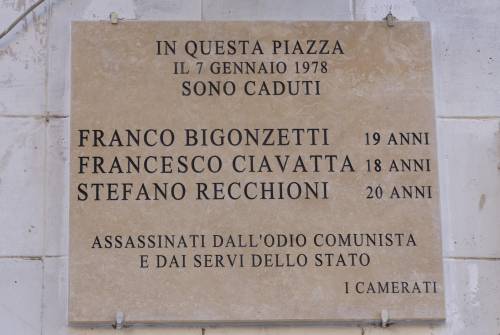 IN QUESTA PIAZZA
IL 7 GENNAIO 1978
SONO CADUTI
FRANCO BIGONZETTI 19 ANNI
FRANCESCO CIAVATTA 18 ANNI
STEFANO RECCHIONI 20 ANNI
ASSASSINATI DALL'ODIO COMUNISTA
E DAI SERVI DELLO STATO
I CAMERATI